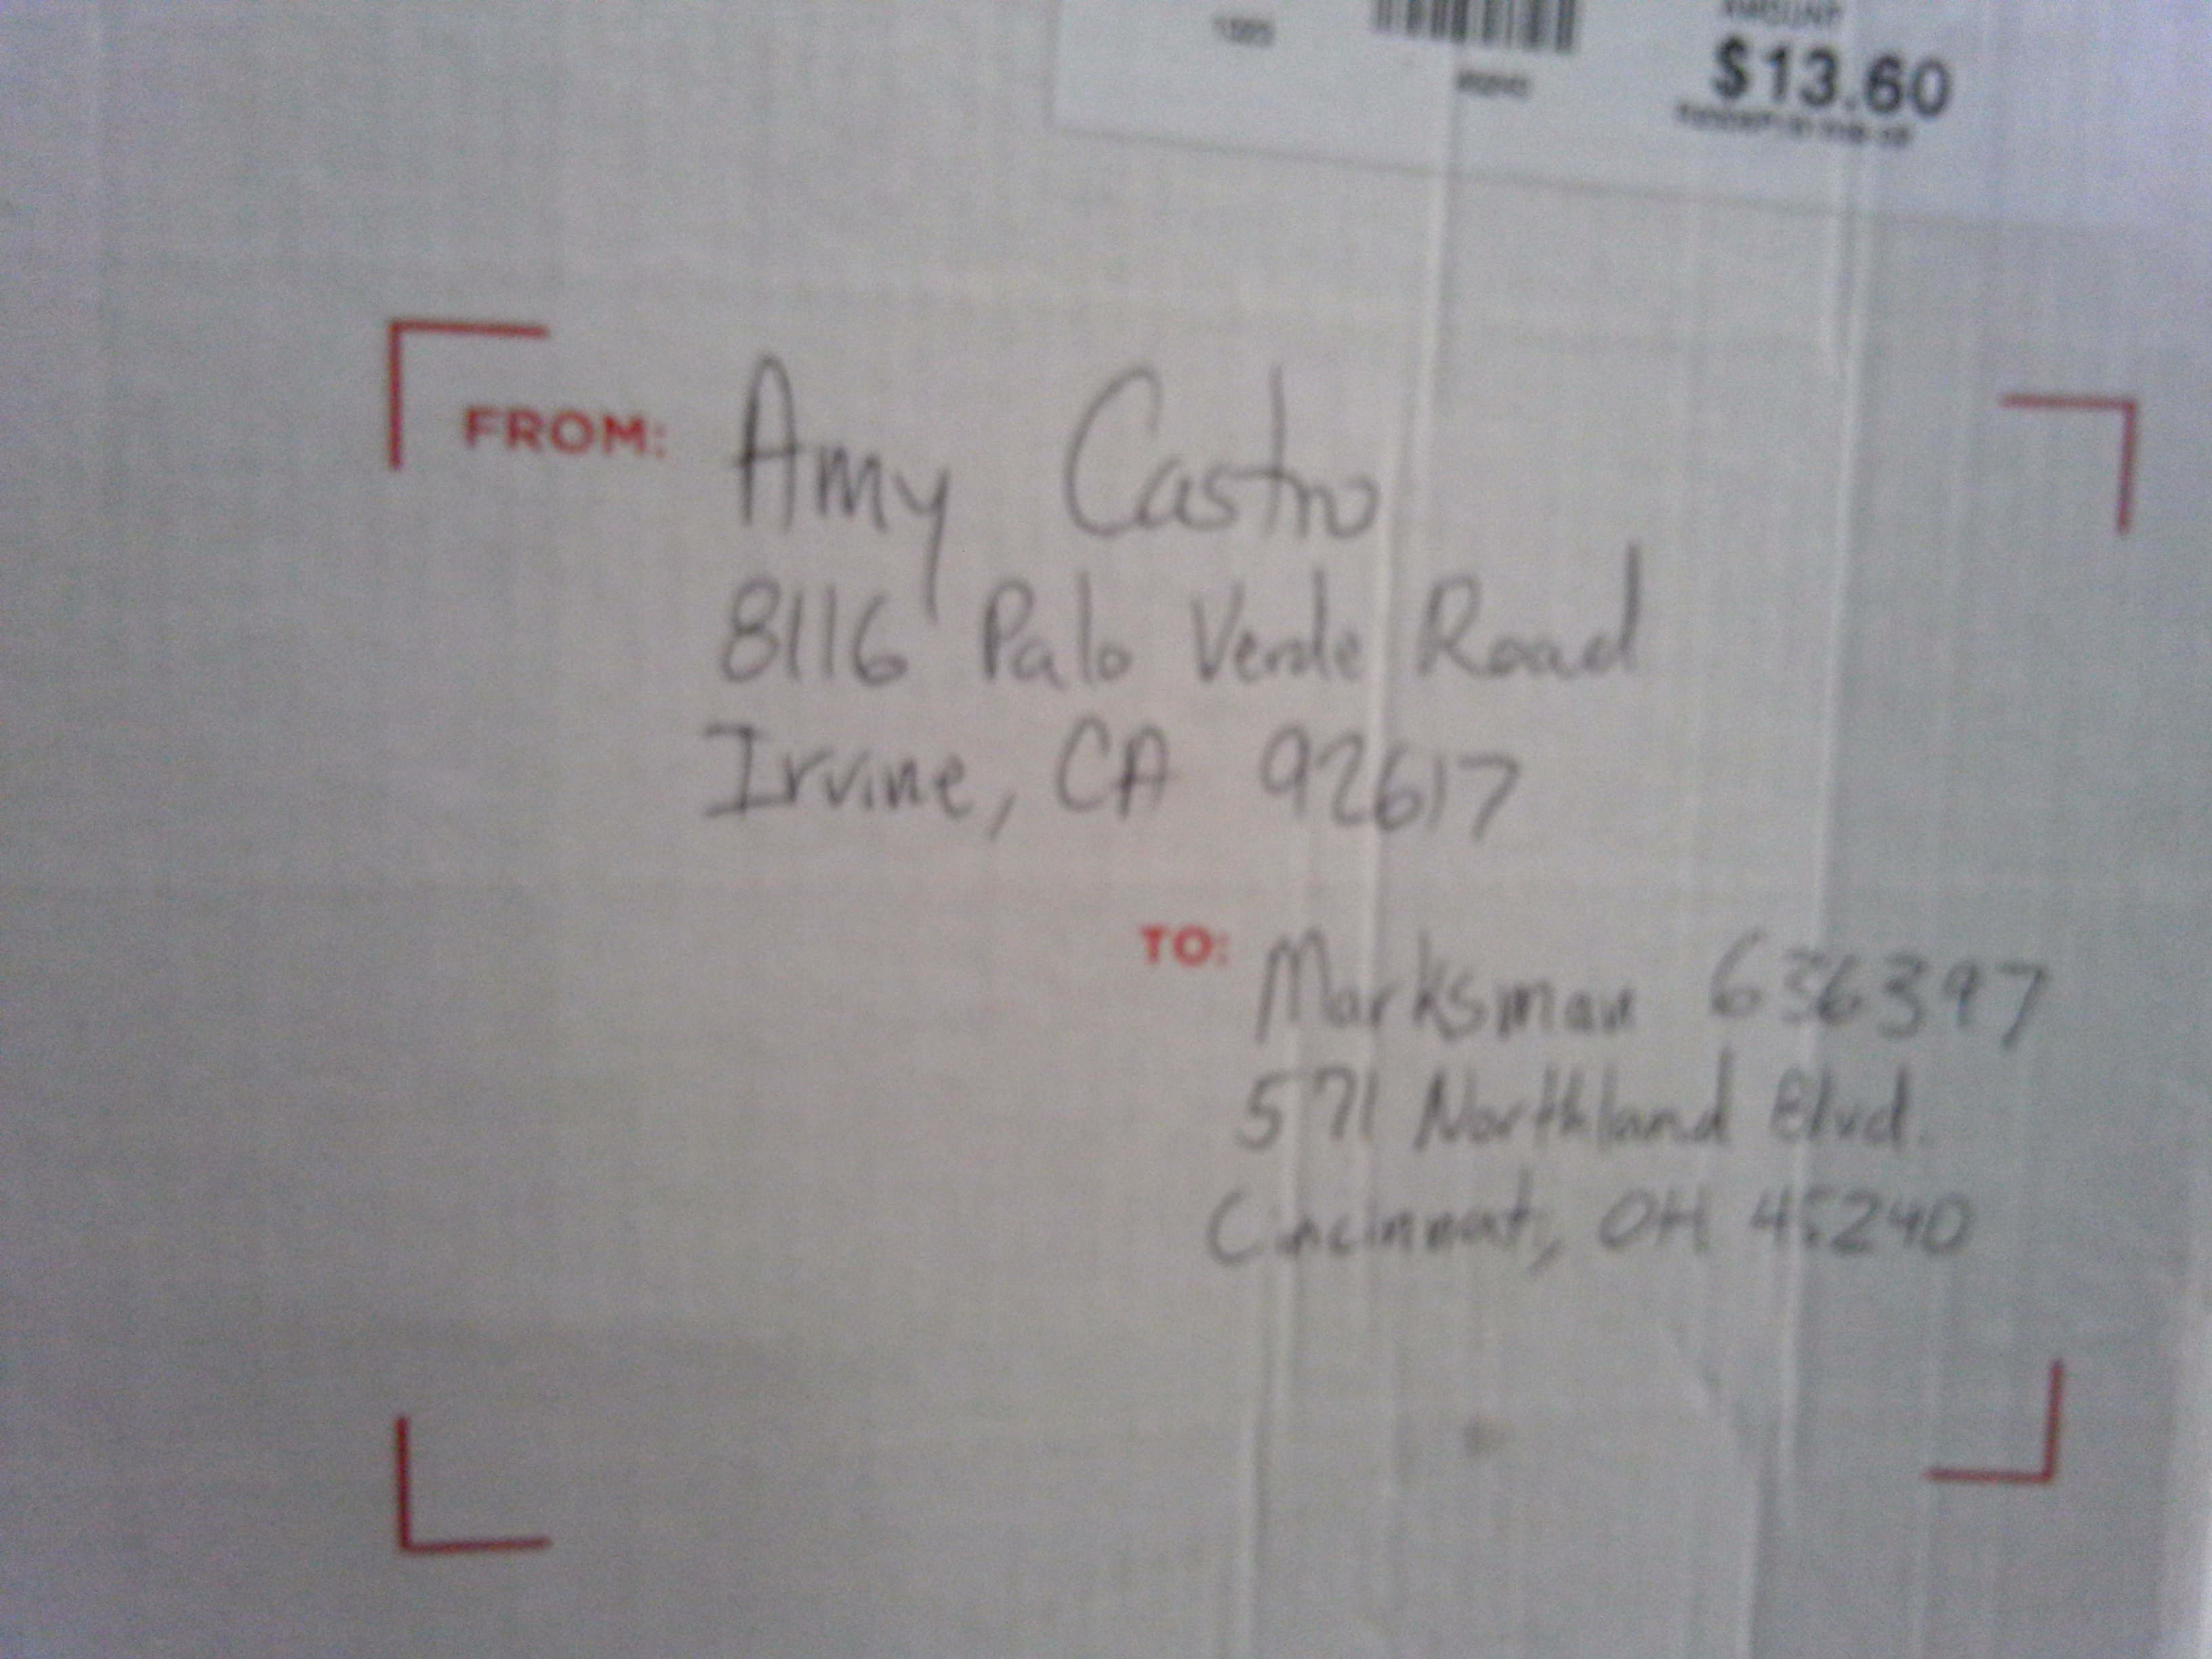 AMOUNT
$13.60
FROM: Amy Castro
8116 Palo Verde Road
Irvine, CA 92617
TO: Marksman 636397
571 Northland Blvd.
Cincinnati, OH 45240